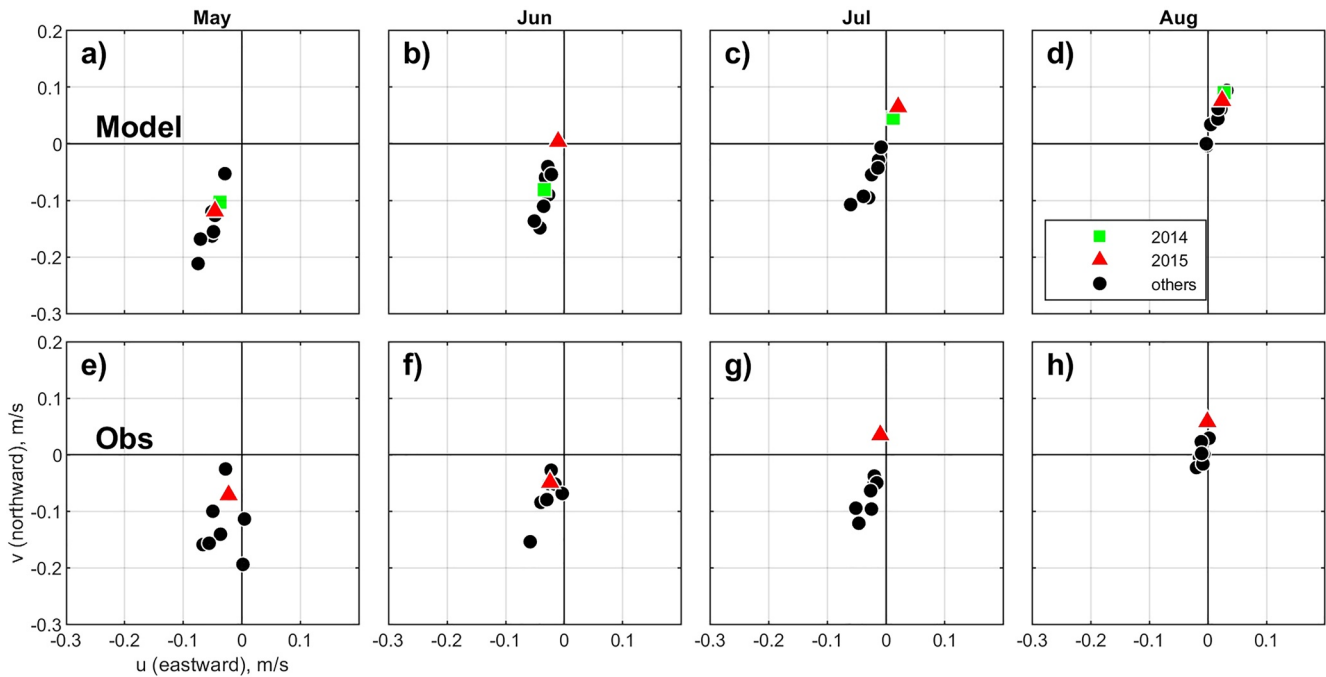 May Jun Jul Aug
a) b) c) d)
Model
0.2
0.1
0
-0.1
-0.2
-0.3
2014
2015
others
e) f) g) h)
Obs
0.2
0.1
0
-0.1
-0.2
-0.3
v (northward), m/s
-0.3 -0.2 -0.1 0 0.1 -0.3 -0.2 -0.1 0 0.1 -0.3 -0.2 -0.1 0 0.1 -0.3 -0.2 -0.1 0 0.1
u (eastward), m/s